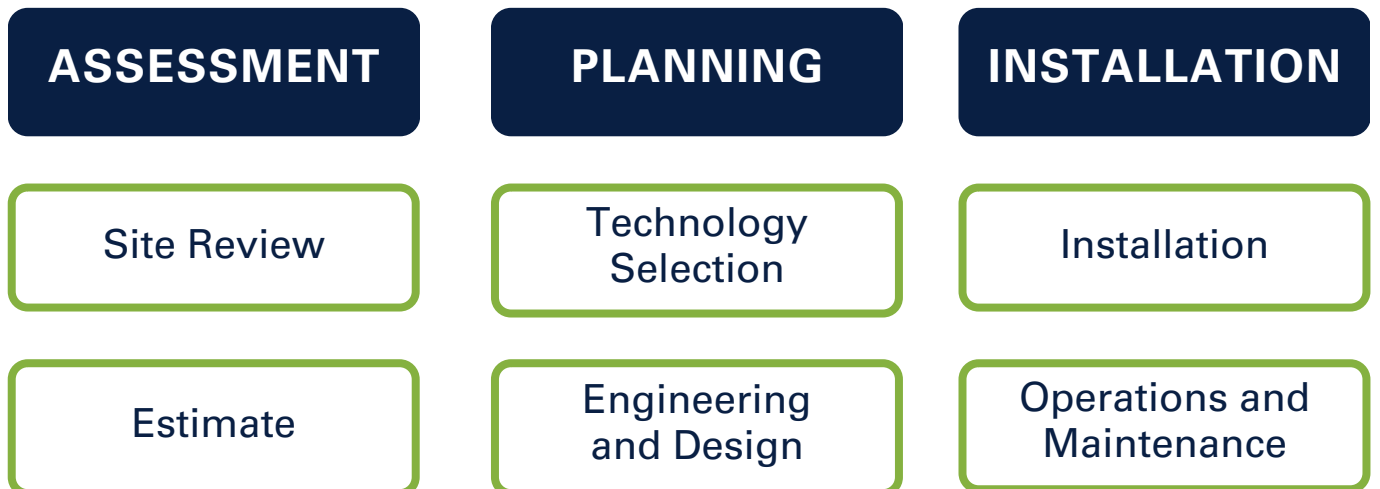 ASSESSMENT
PLANNING
INSTALLATION
Site Review
Technology
Selection
Installation
Estimate
Engineering
and Design
Operations and
Maintenance